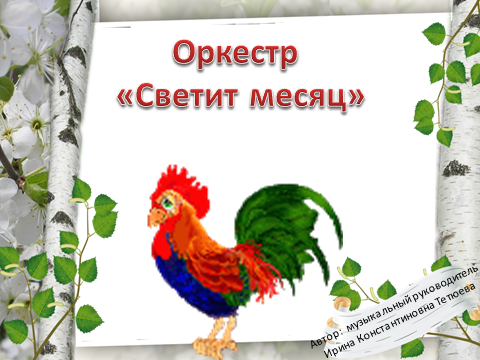 Оркестр
«Светит месяц»
Автор: музыкальный руководитель
Ирина Константиновна Тетюева